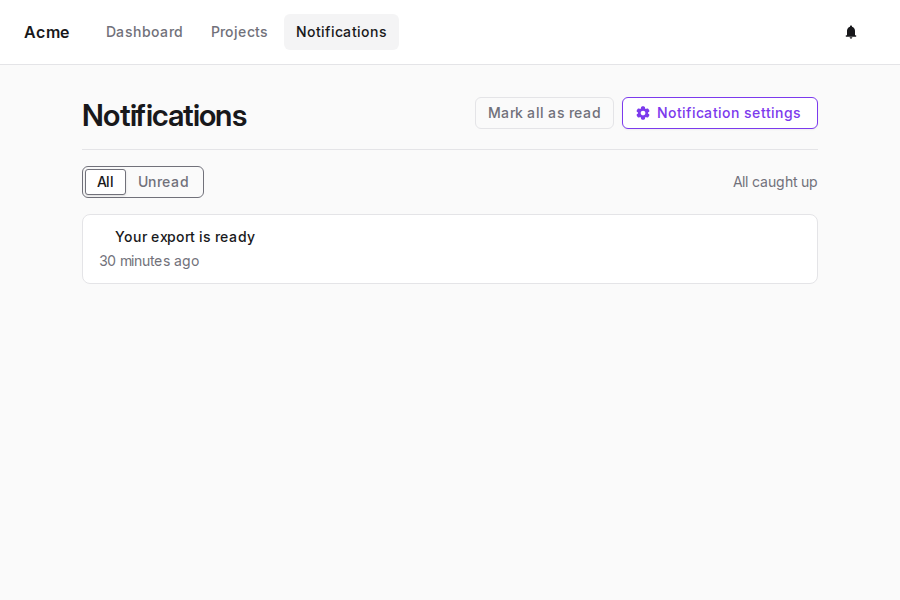 Acme Dashboard Projects Notifications
Notifications
Mark all as read Notification settings
All Unread All caught up
Your export is ready
30 minutes ago